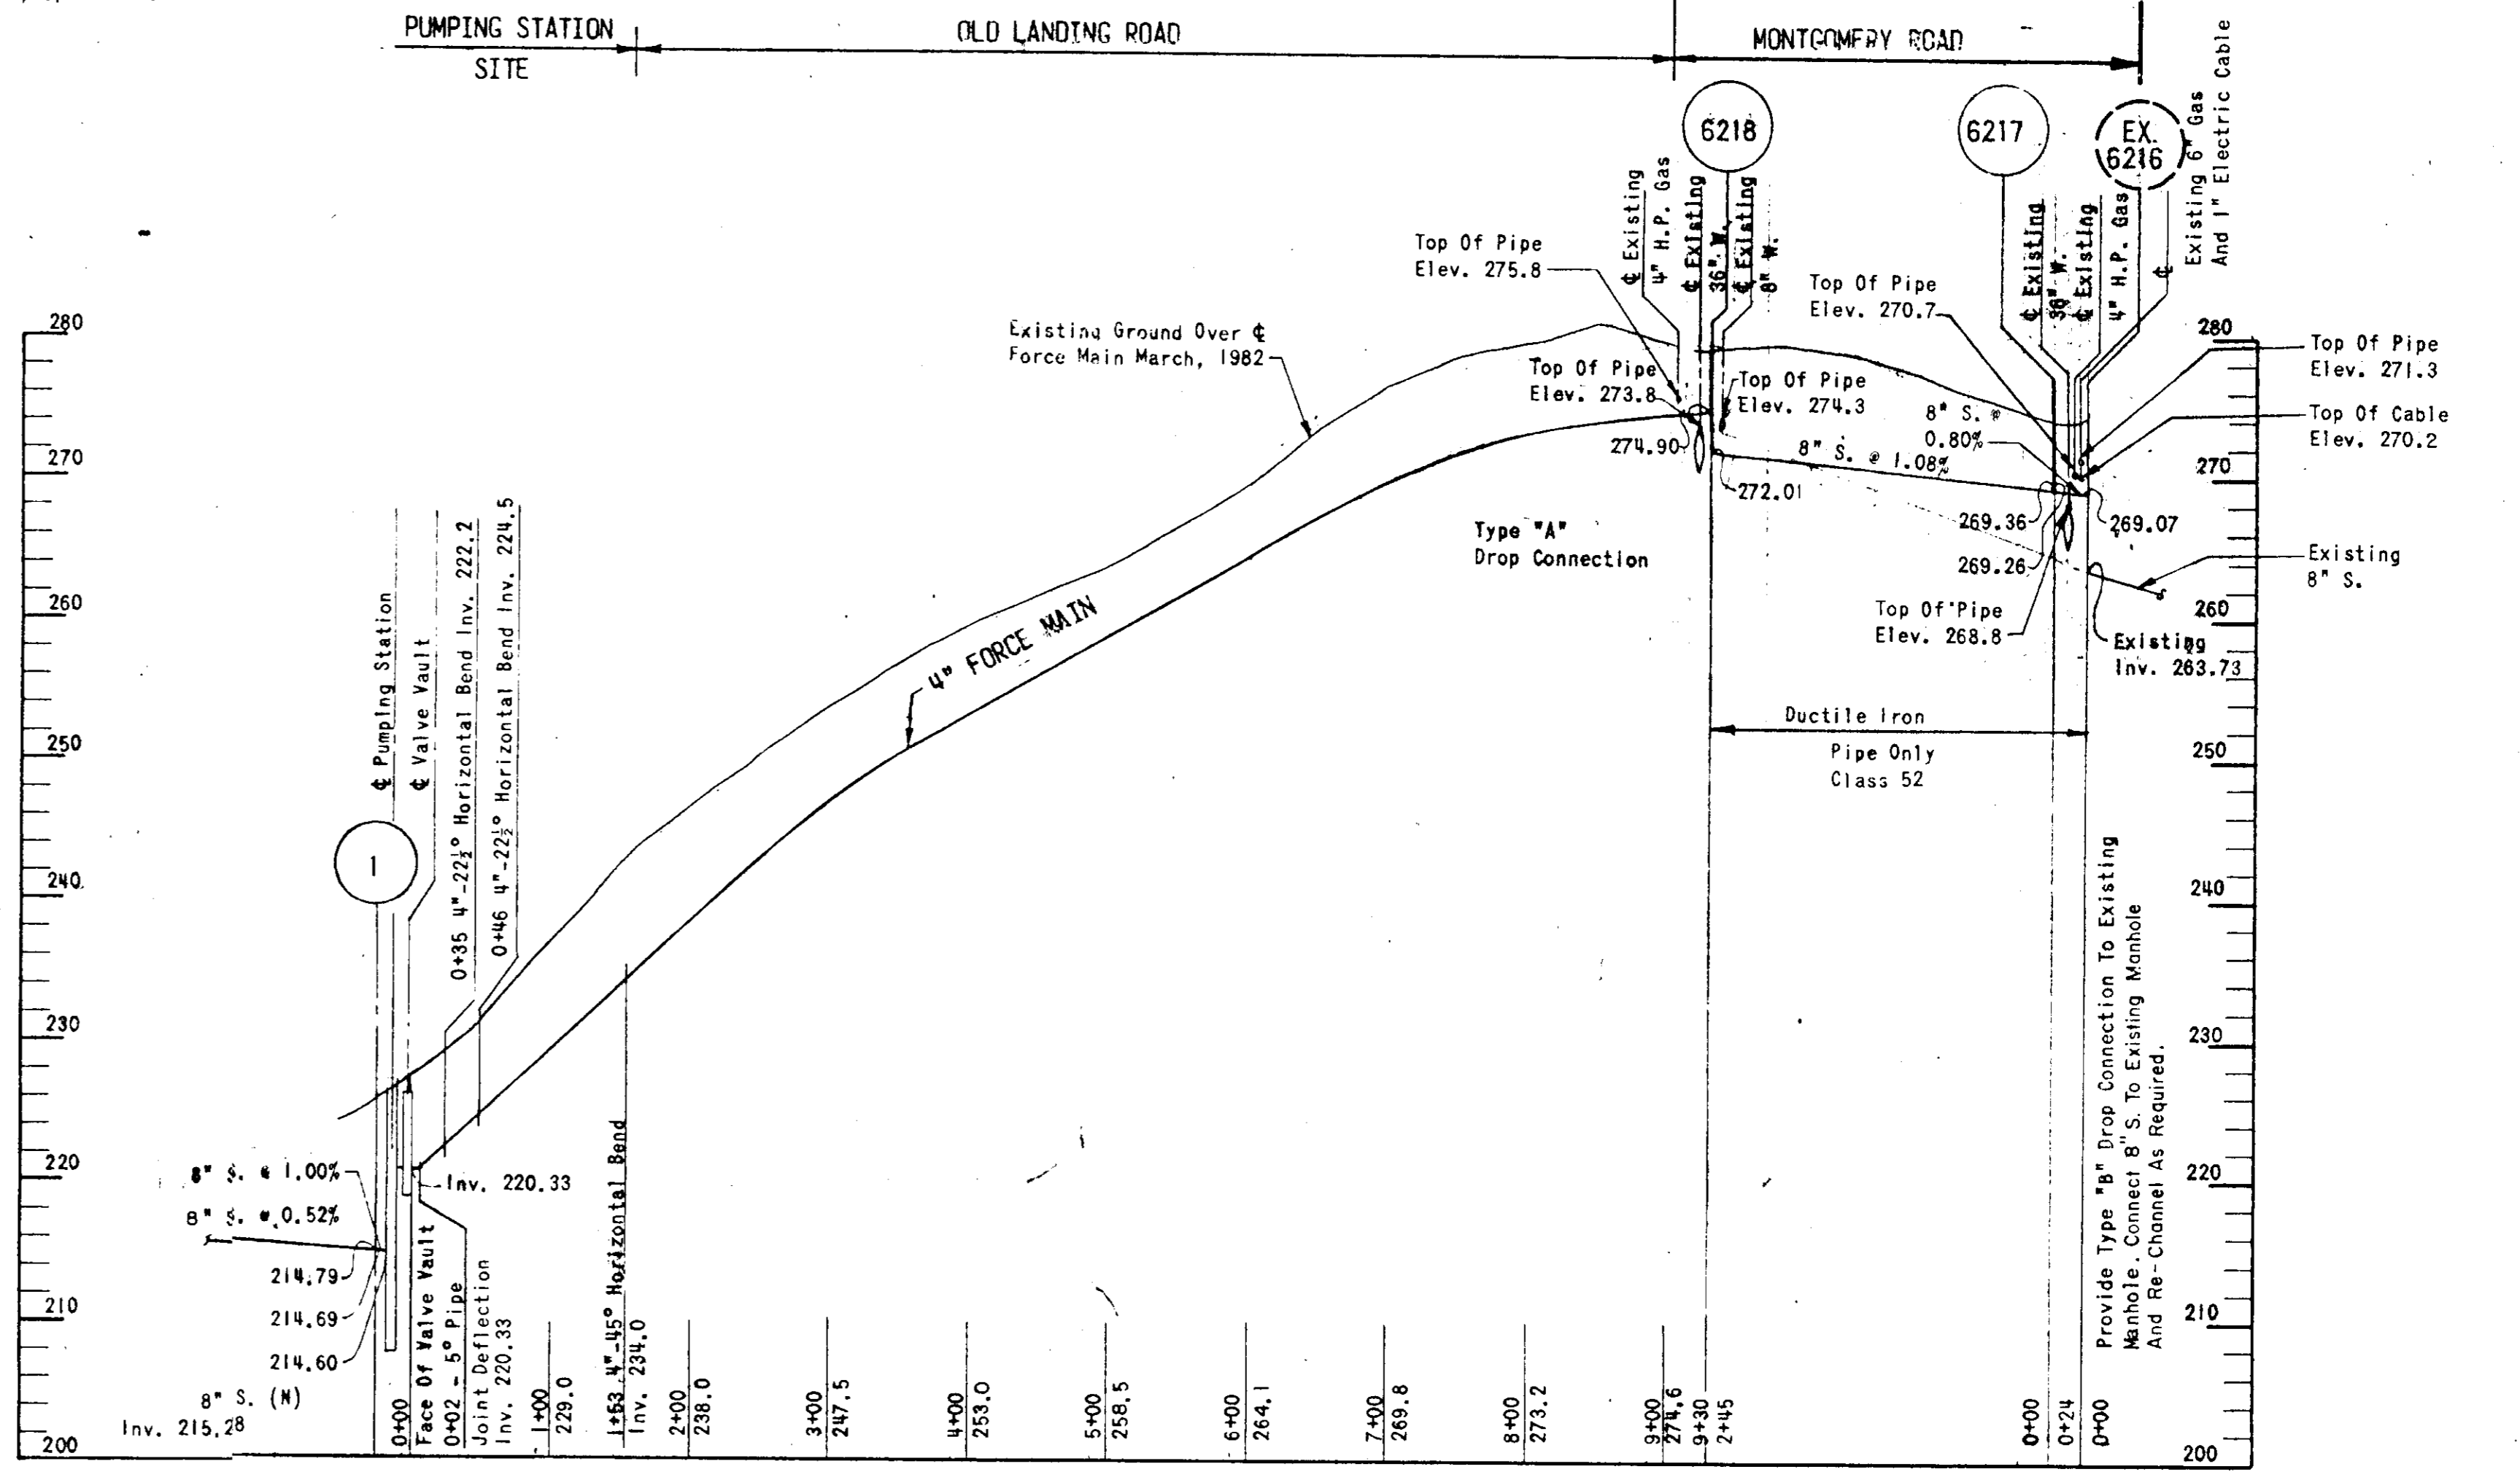 PUMPING STATION
SITE
OLD LANDING ROAD
MONTGOMERY ROAD
6218
6217
EX.
6216
Existing 6" Gas
And 1" Electric Cable
℄ Existing
4" H.P. Gas
℄ Existing
36" W.
℄ Existing
8" W.
℄ Existing
36" W.
℄ Existing
4" H.P. Gas
℄
Top Of Pipe
Elev. 275.8
Top Of Pipe
Elev. 270.7
Existing Ground Over ℄
Force Main March, 1982
Top Of Pipe
Elev. 273.8
Top Of Pipe
Elev. 274.3
8" S. @
0.80%
8" S. @ 1.08%
Top Of Pipe
Elev. 271.3
Top Of Cable
Elev. 270.2
274.90
272.01
269.36
269.26
269.07
Type "A"
Drop Connection
Existing
8" S.
Top Of Pipe
Elev. 268.8
Existing
Inv. 263.73
4" FORCE MAIN
Ductile Iron
Pipe Only
Class 52
280
270
260
250
240
230
220
210
200
280
270
260
250
240
230
220
210
200
℄ Pumping Station
℄ Valve Vault
0+35 4"-22½° Horizontal Bend Inv. 222.2
0+46 4"-22½° Horizontal Bend Inv. 224.5
1
8" S. @ 1.00%
8" S. @ 0.52%
214.79
214.69
214.60
8" S. (N)
Inv. 215.28
Inv. 220.33
0+00
Face Of Valve Vault
0+02 - 5° Pipe
Joint Deflection
Inv. 220.33
1+00
229.0
1+53 4"-45° Horizontal Bend
Inv. 234.0
2+00
238.0
3+00
247.5
4+00
253.0
5+00
258.5
6+00
264.1
7+00
269.8
8+00
273.2
9+00
274.6
9+30
2+45
0+00
0+24
0+00
Provide Type "B" Drop Connection To Existing
Manhole. Connect 8" S. To Existing Manhole
And Re-Channel As Required.